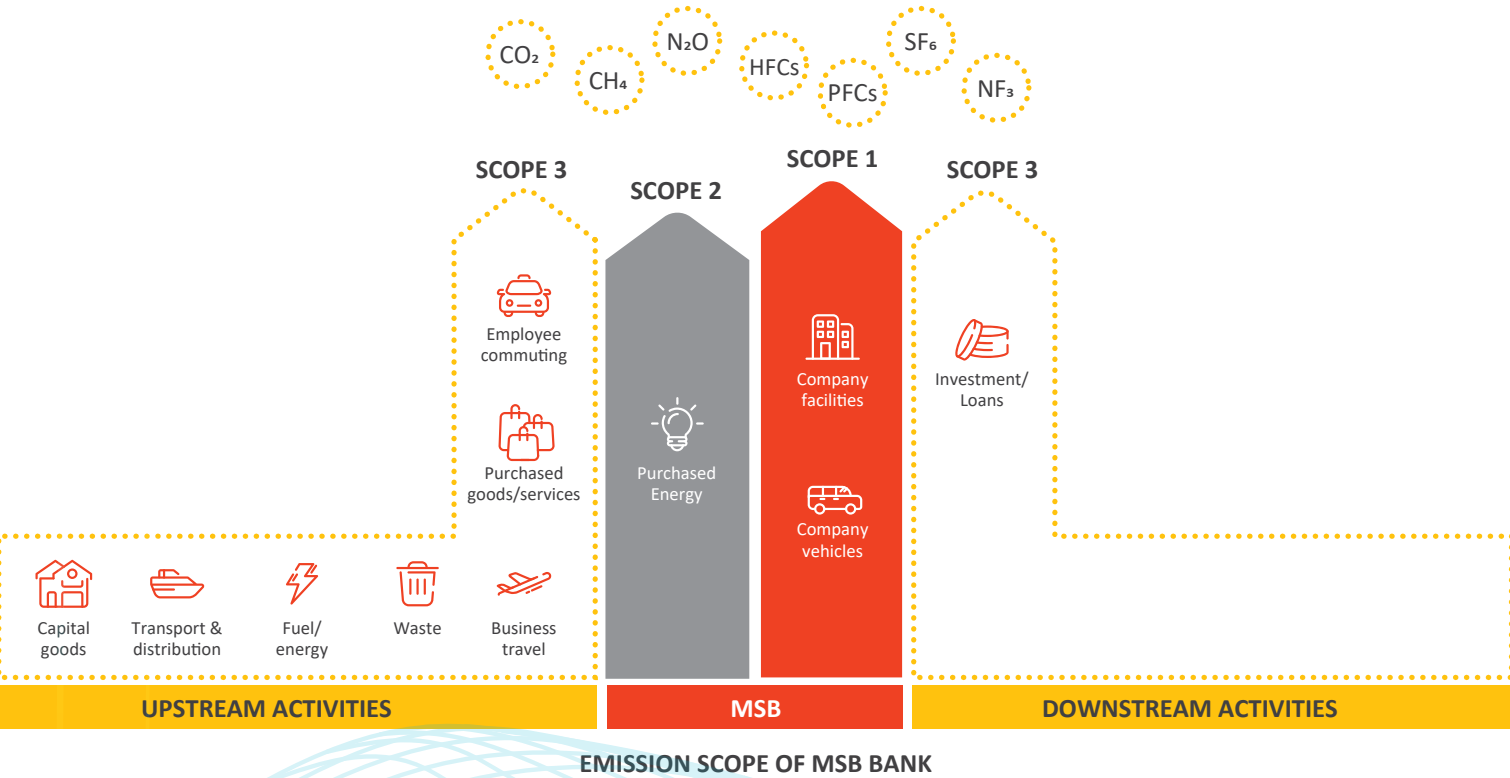 CO₂
CH₄
N₂O
HFCs
PFCs
SF₆
NF₃
SCOPE 3
SCOPE 2
SCOPE 1
SCOPE 3
Employee
commuting
Purchased
goods/services
Capital
goods
Transport &
distribution
Fuel/
energy
Waste
Business
travel
Purchased
Energy
Company
facilities
Company
vehicles
Investment/
Loans
UPSTREAM ACTIVITIES
MSB
DOWNSTREAM ACTIVITIES
EMISSION SCOPE OF MSB BANK